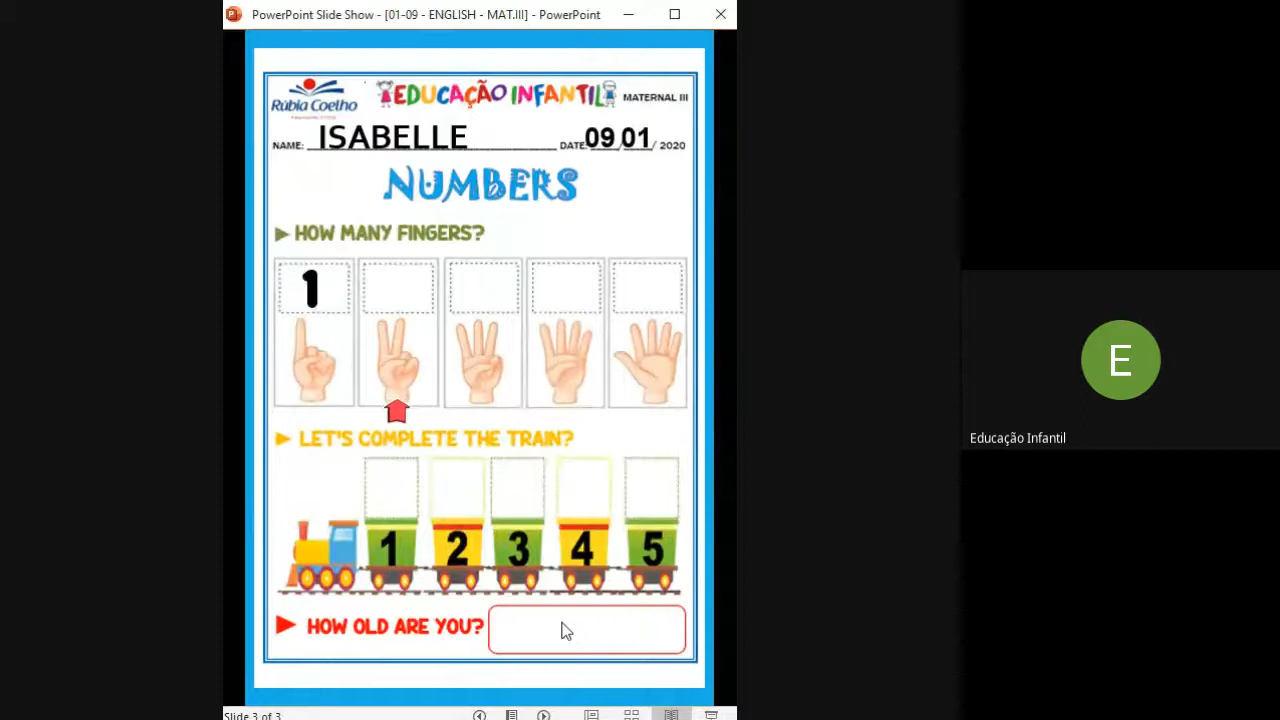 PowerPoint Slide Show - [01-09 - ENGLISH - MAT.III] - PowerPoint
Rúbia Coelho
EDUCAÇÃO INFANTIL
MATERNAL III
NAME: ISABELLE DATE: 09/01/ 2020
NUMBERS
HOW MANY FINGERS?
1
LET'S COMPLETE THE TRAIN?
1 2 3 4 5
HOW OLD ARE YOU?
Slide 3 of 3
E
Educação Infantil